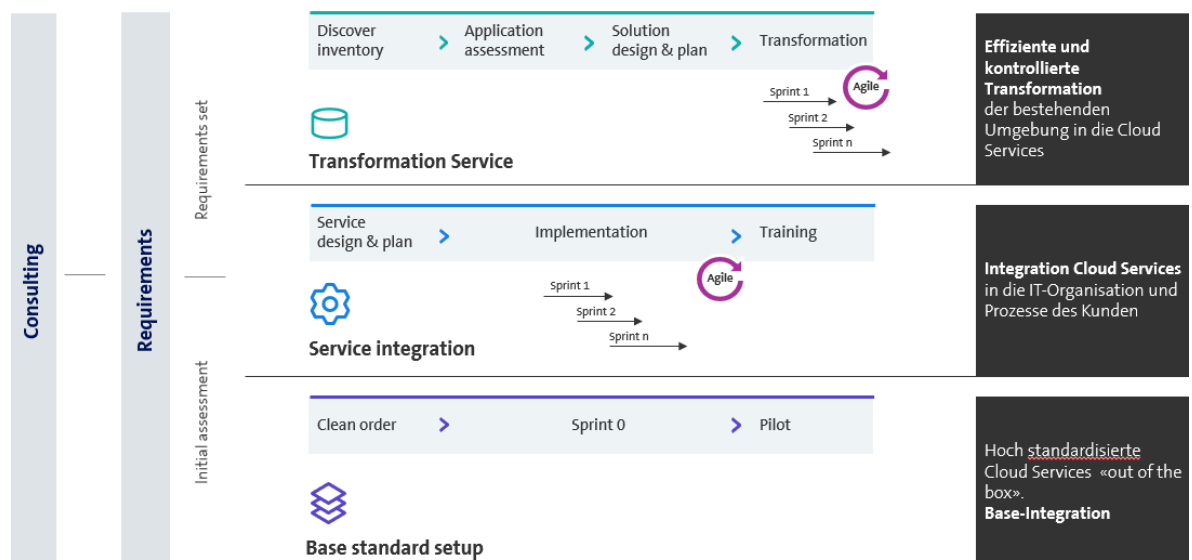 Consulting
Requirements
Requirements set
Initial assessment
Discover
inventory
Application
assessment
Solution
design & plan
Transformation
Agile
Sprint 1
Sprint 2
Sprint n
Transformation Service
Effiziente und
kontrollierte
Transformation
der bestehenden
Umgebung in die Cloud
Services
Service
design & plan
Implementation
Training
Agile
Sprint 1
Sprint 2
Sprint n
Service integration
Integration Cloud Services
in die IT-Organisation und
Prozesse des Kunden
Clean order
Sprint 0
Pilot
Base standard setup
Hoch standardisierte
Cloud Services «out of the
box».
Base-Integration